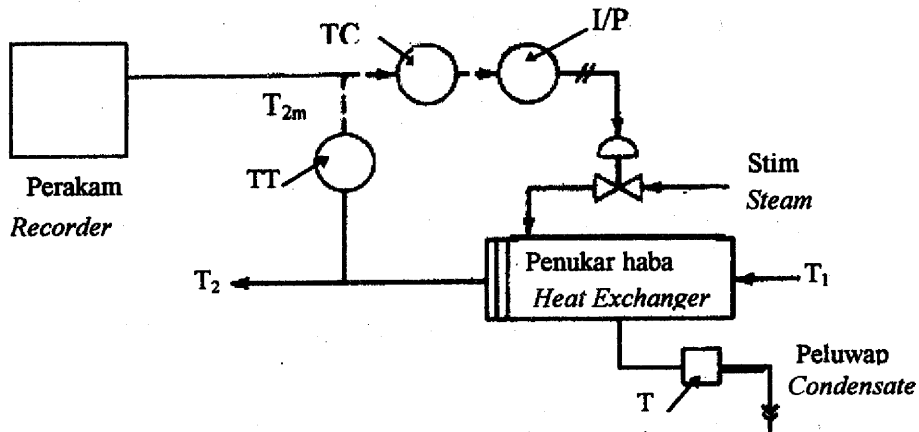 TC
I/P
T2m
TT
Perakam
Recorder
Stim
Steam
T2
Penukar haba
Heat Exchanger
T1
Peluwap
Condensate
T